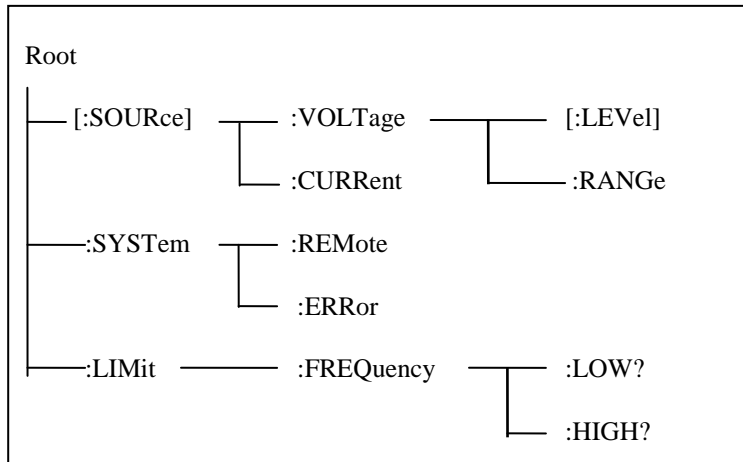 Root
[:SOURce] :VOLTage [:LEVel]
:CURRent :RANGe
:SYSTem :REMote
:ERRor
:LIMit :FREQuency :LOW?
:HIGH?